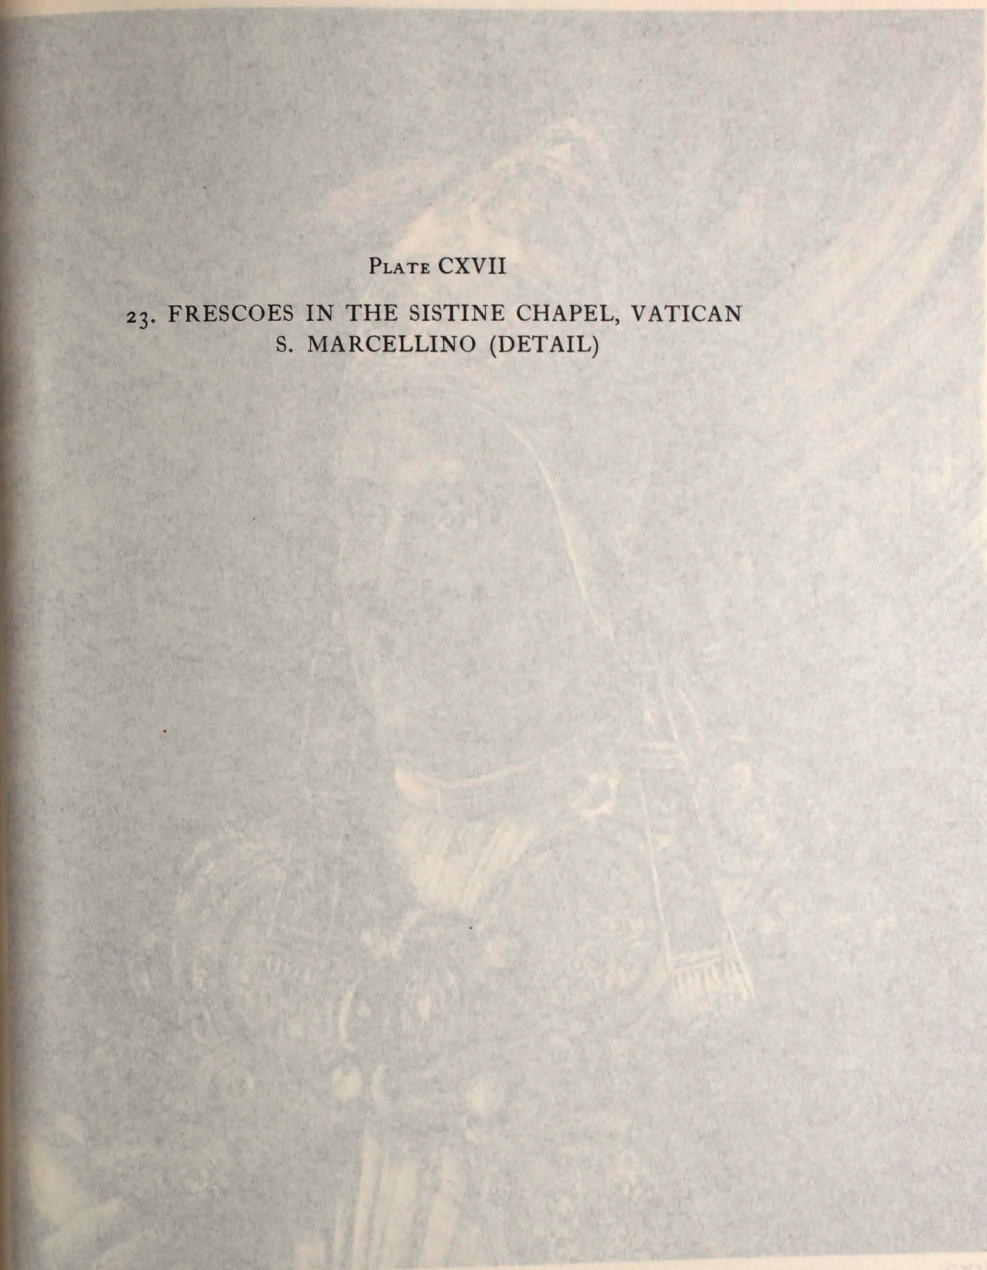 Plate CXVII
23. FRESCOES IN THE SISTINE CHAPEL, VATICAN
S. MARCELLINO (DETAIL)